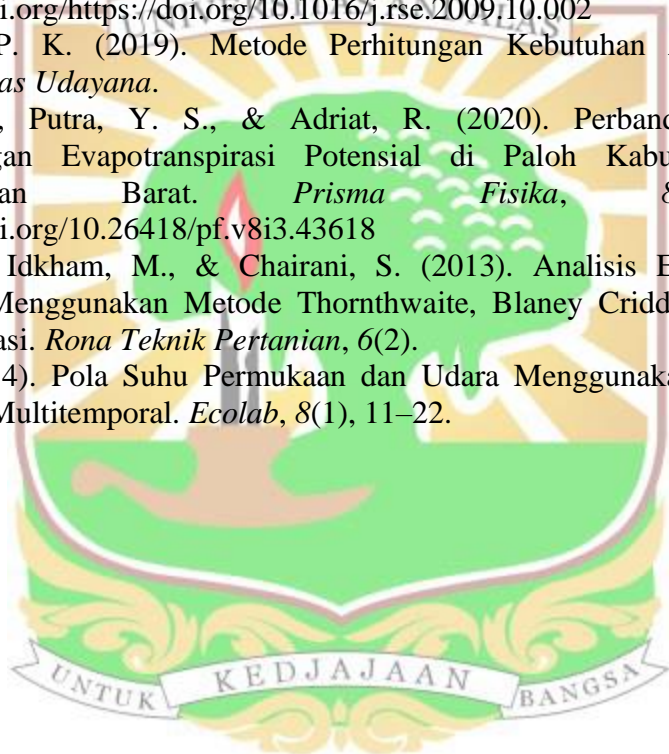 i.org/https://doi.org/10.1016/j.rse.2009.10.002
P. K. (2019). Metode Perhitungan Kebutuhan
as Udayana.
, Putra, Y. S., & Adriat, R. (2020). Perband
gan Evapotranspirasi Potensial di Paloh Kabu
an Barat. Prisma Fisika, 8
i.org/10.26418/pf.v8i3.43618
Idkham, M., & Chairani, S. (2013). Analisis E
Menggunakan Metode Thornthwaite, Blaney Cridd
asi. Rona Teknik Pertanian, 6(2).
4). Pola Suhu Permukaan dan Udara Menggunaka
Multitemporal. Ecolab, 8(1), 11–22.
UNTUK KEDJAJAAN BANGSA